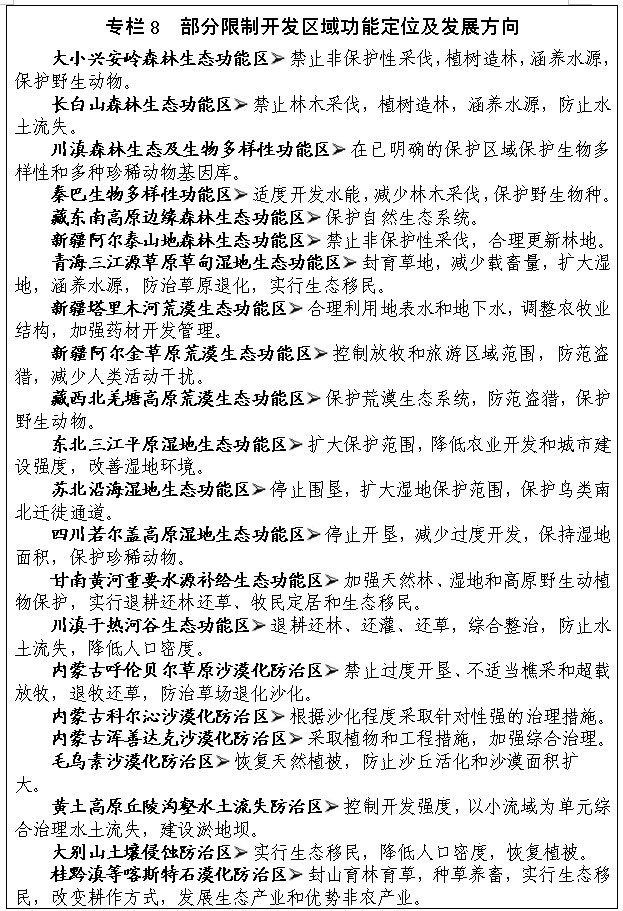 专栏8 部分限制开发区域功能定位及发展方向
大小兴安岭森林生态功能区➢禁止非保护性采伐，植树造林，涵养水源，
保护野生动物。
长白山森林生态功能区➢禁止林木采伐，植树造林，涵养水源，防止水
土流失。
川滇森林生态及生物多样性功能区➢在已明确的保护区域保护生物多
样性和多种珍稀动物基因库。
秦巴生物多样性功能区➢适度开发水能，减少林木采伐，保护野生物种。
藏东南高原边缘森林生态功能区➢保护自然生态系统。
新疆阿尔泰山地森林生态功能区➢禁止非保护性采伐，合理更新林地。
青海三江源草原草甸湿地生态功能区➢封育草地，减少载畜量，扩大湿
地，涵养水源，防治草原退化，实行生态移民。
新疆塔里木河荒漠生态功能区➢合理利用地表水和地下水，调整农牧业
结构，加强药材开发管理。
新疆阿尔金草原荒漠生态功能区➢控制放牧和旅游区域范围，防范盗
猎，减少人类活动干扰。
藏西北羌塘高原荒漠生态功能区➢保护荒漠生态系统，防范盗猎，保护
野生动物。
东北三江平原湿地生态功能区➢扩大保护范围，降低农业开发和城市建
设强度，改善湿地环境。
苏北沿海湿地生态功能区➢停止围垦，扩大湿地保护范围，保护鸟类南
北迁徙通道。
四川若尔盖高原湿地生态功能区➢停止开垦，减少过度开发，保持湿地
面积，保护珍稀动物。
甘南黄河重要水源补给生态功能区➢加强天然林、湿地和高原野生动植
物保护，实行退耕还林还草、牧民定居和生态移民。
川滇干热河谷生态功能区➢退耕还林、还灌、还草，综合整治，防止水
土流失，降低人口密度。
内蒙古呼伦贝尔草原沙漠化防治区➢禁止过度开垦、不适当樵采和超载
放牧，退牧还草，防治草场退化沙化。
内蒙古科尔沁沙漠化防治区➢根据沙化程度采取针对性强的治理措施。
内蒙古浑善达克沙漠化防治区➢采取植物和工程措施，加强综合治理。
毛乌素沙漠化防治区➢恢复天然植被，防止沙丘活化和沙漠面积扩
大。
黄土高原丘陵沟壑水土流失防治区➢控制开发强度，以小流域为单元综
合治理水土流失，建设淤地坝。
大别山土壤侵蚀防治区➢实行生态移民，降低人口密度，恢复植被。
桂黔滇等喀斯特石漠化防治区➢封山育林育草，种草养畜，实行生态移
民，改变耕作方式，发展生态产业和优势非农产业。